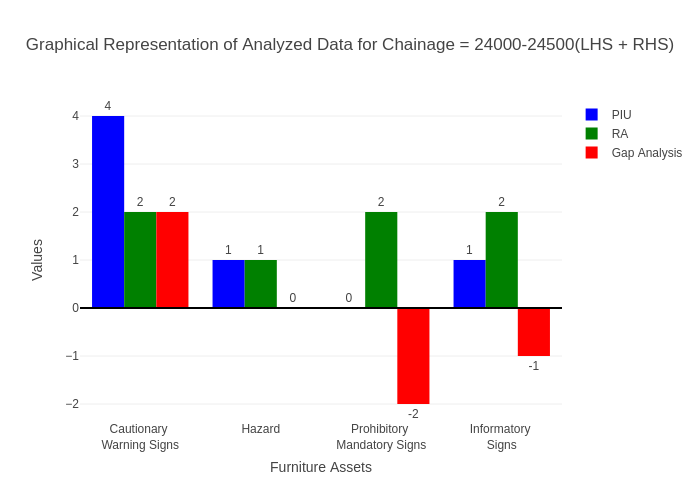 Graphical Representation of Analyzed Data for Chainage = 24000-24500(LHS + RHS)
PIU
RA
Gap Analysis
Values
4
3
2
1
0
−1
−2
4
2
2
1
1
0
0
2
-2
1
2
-1
Cautionary
Warning Signs
Hazard
Prohibitory
Mandatory Signs
Informatory
Signs
Furniture Assets